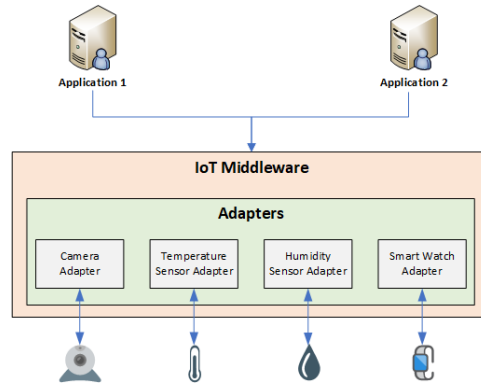 Application 1
Application 2
IoT Middleware
Adapters
Camera
Adapter
Temperature
Sensor Adapter
Humidity
Sensor Adapter
Smart Watch
Adapter